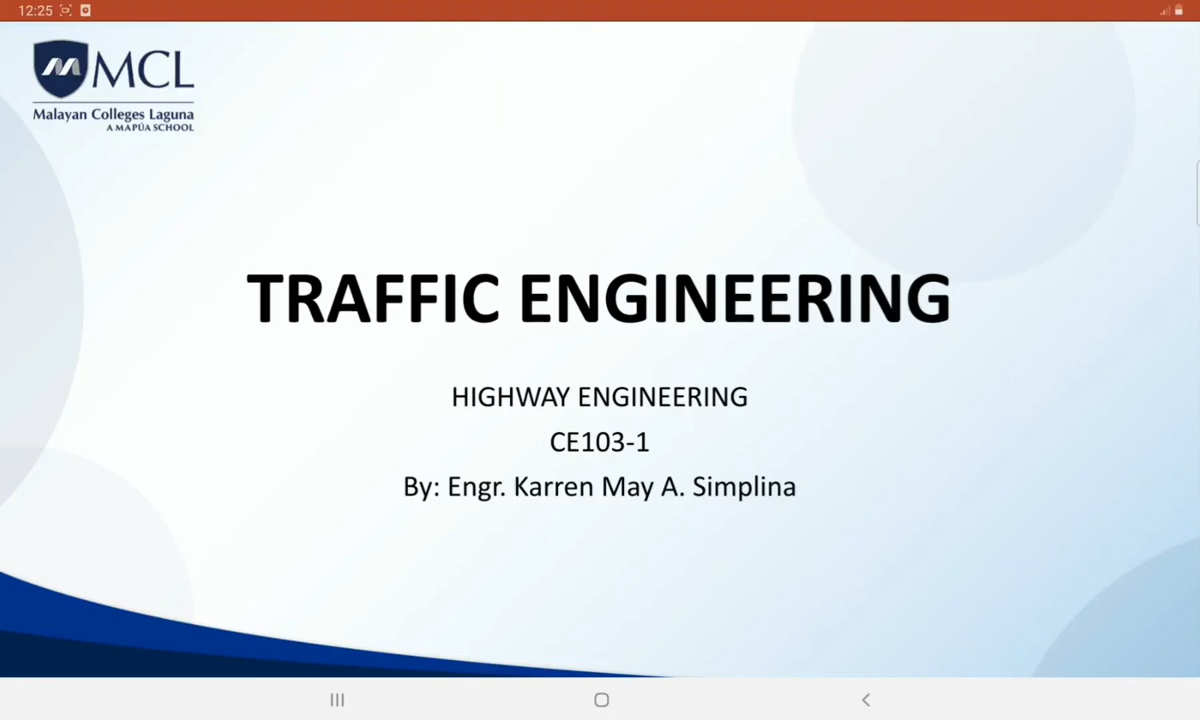 12:25
MCL
Malayan Colleges Laguna
A MAPÚA SCHOOL
TRAFFIC ENGINEERING
HIGHWAY ENGINEERING
CE103-1
By: Engr. Karren May A. Simplina